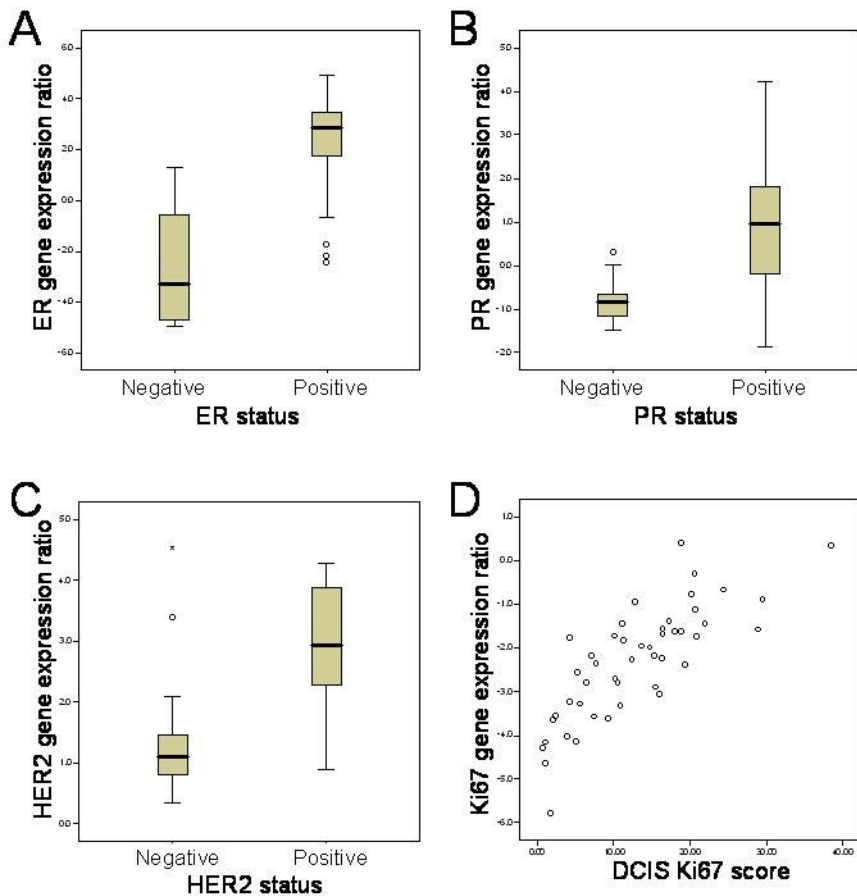 A
ER gene expression ratio
6.0
4.0
2.0
0.0
-2.0
-4.0
-6.0
Negative
Positive
ER status
B
PR gene expression ratio
5.0
4.0
3.0
2.0
1.0
0.0
-1.0
-2.0
Negative
Positive
PR status
C
HER2 gene expression ratio
5.0
4.0
3.0
2.0
1.0
0.0
Negative
Positive
HER2 status
D
Ki67 gene expression ratio
1.0
0.0
-1.0
-2.0
-3.0
-4.0
-5.0
-6.0
0.00
10.00
20.00
30.00
40.00
DCIS Ki67 score